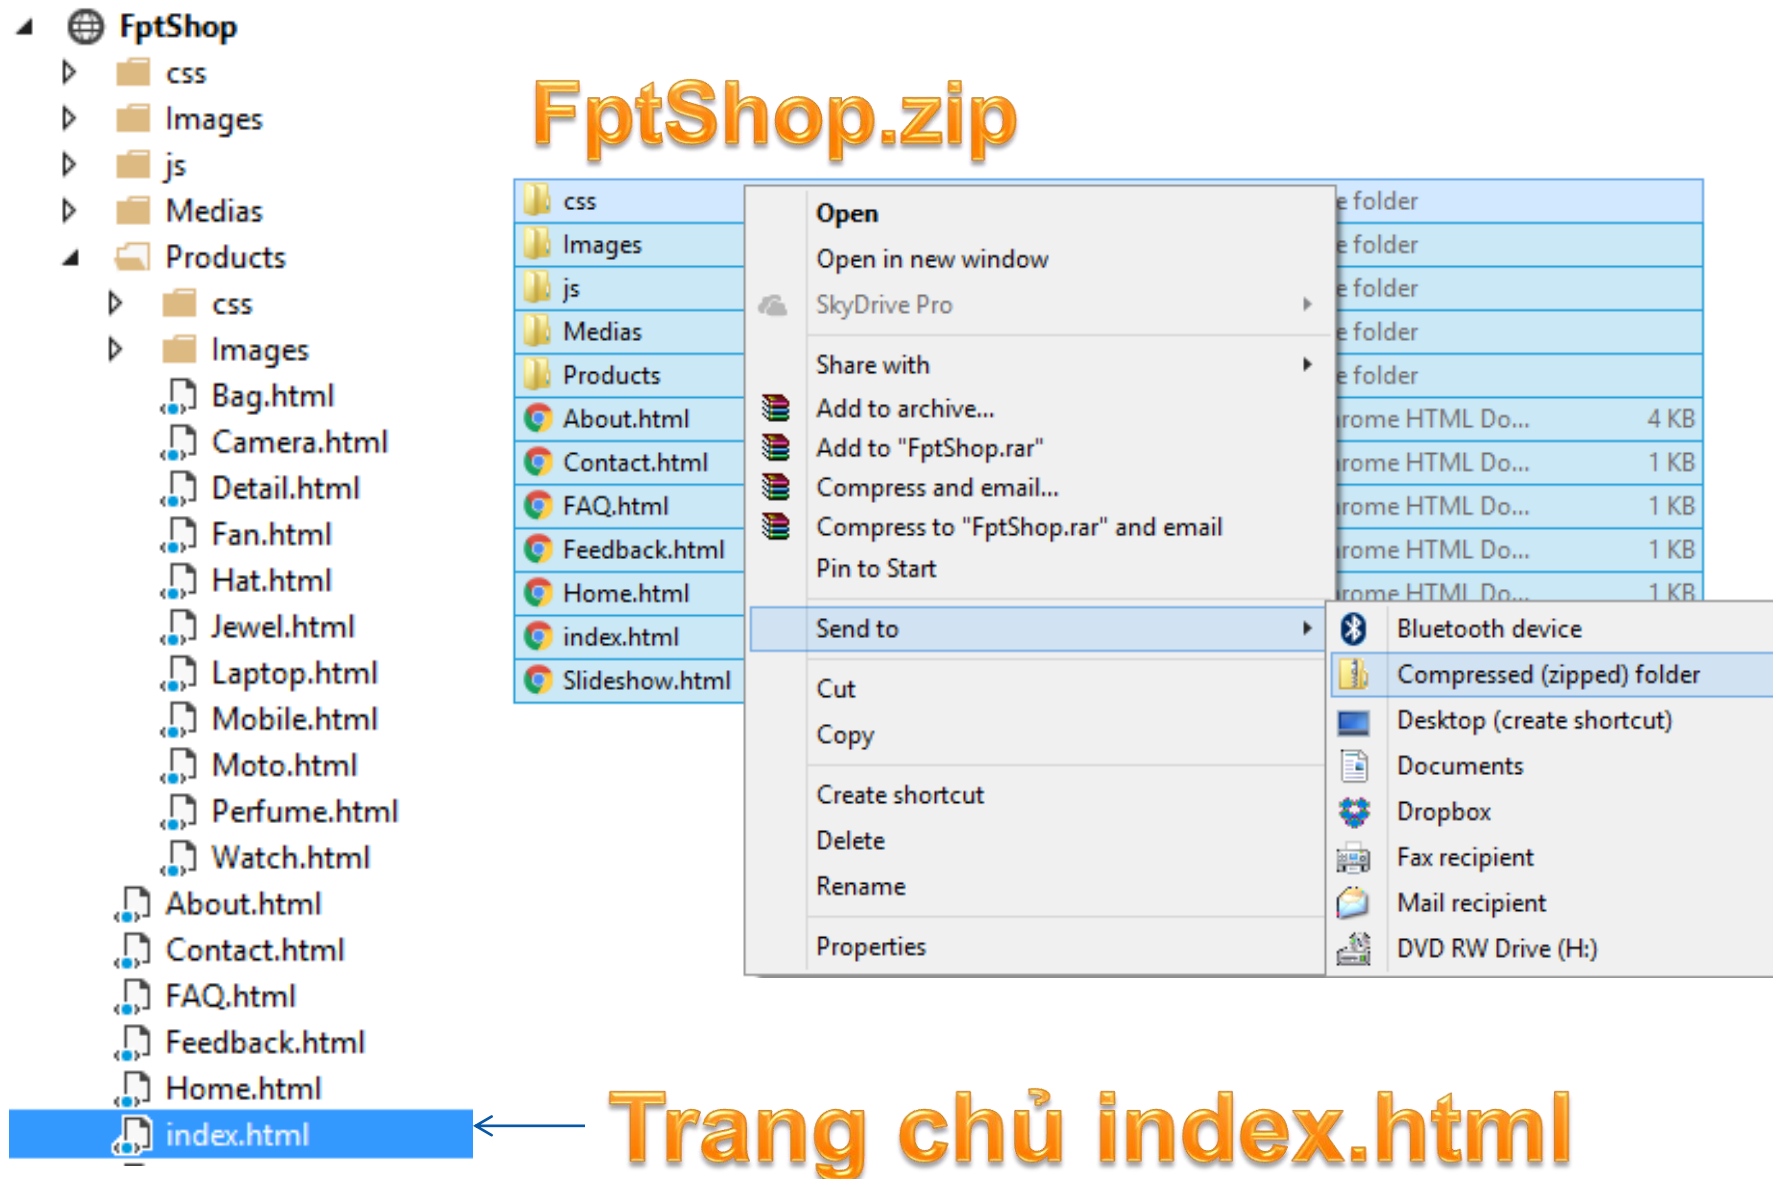 FptShop
css
Images
js
Medias
Products
css
Images
Bag.html
Camera.html
Detail.html
Fan.html
Hat.html
Jewel.html
Laptop.html
Mobile.html
Moto.html
Perfume.html
Watch.html
About.html
Contact.html
FAQ.html
Feedback.html
Home.html
index.html
FptShop.zip
css
Images
js
Medias
Products
About.html
Contact.html
FAQ.html
Feedback.html
Home.html
index.html
Slideshow.html
Open
Open in new window
SkyDrive Pro
Share with
Add to archive...
Add to "FptShop.rar"
Compress and email...
Compress to "FptShop.rar" and email
Pin to Start
Send to
Cut
Copy
Create shortcut
Delete
Rename
Properties
e folder
e folder
e folder
e folder
e folder
rome HTML Do... 4 KB
rome HTML Do... 1 KB
rome HTML Do... 1 KB
rome HTML Do... 1 KB
rome HTML Do... 1 KB
Bluetooth device
Compressed (zipped) folder
Desktop (create shortcut)
Documents
Dropbox
Fax recipient
Mail recipient
DVD RW Drive (H:)
Trang chủ index.html